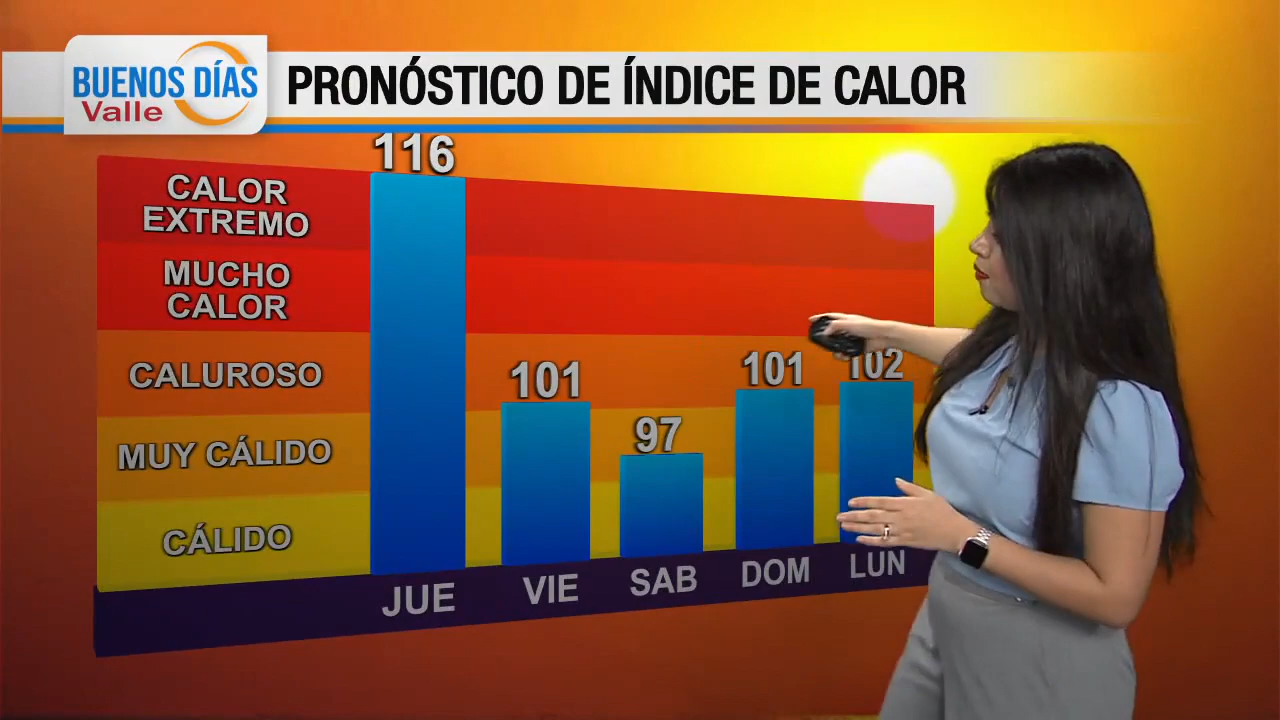 BUENOS DÍAS
Valle
PRONÓSTICO DE ÍNDICE DE CALOR
116
CALOR
EXTREMO
MUCHO
CALOR
CALUROSO
101
101
102
MUY CÁLIDO
97
CÁLIDO
JUE
VIE
SAB
DOM
LUN